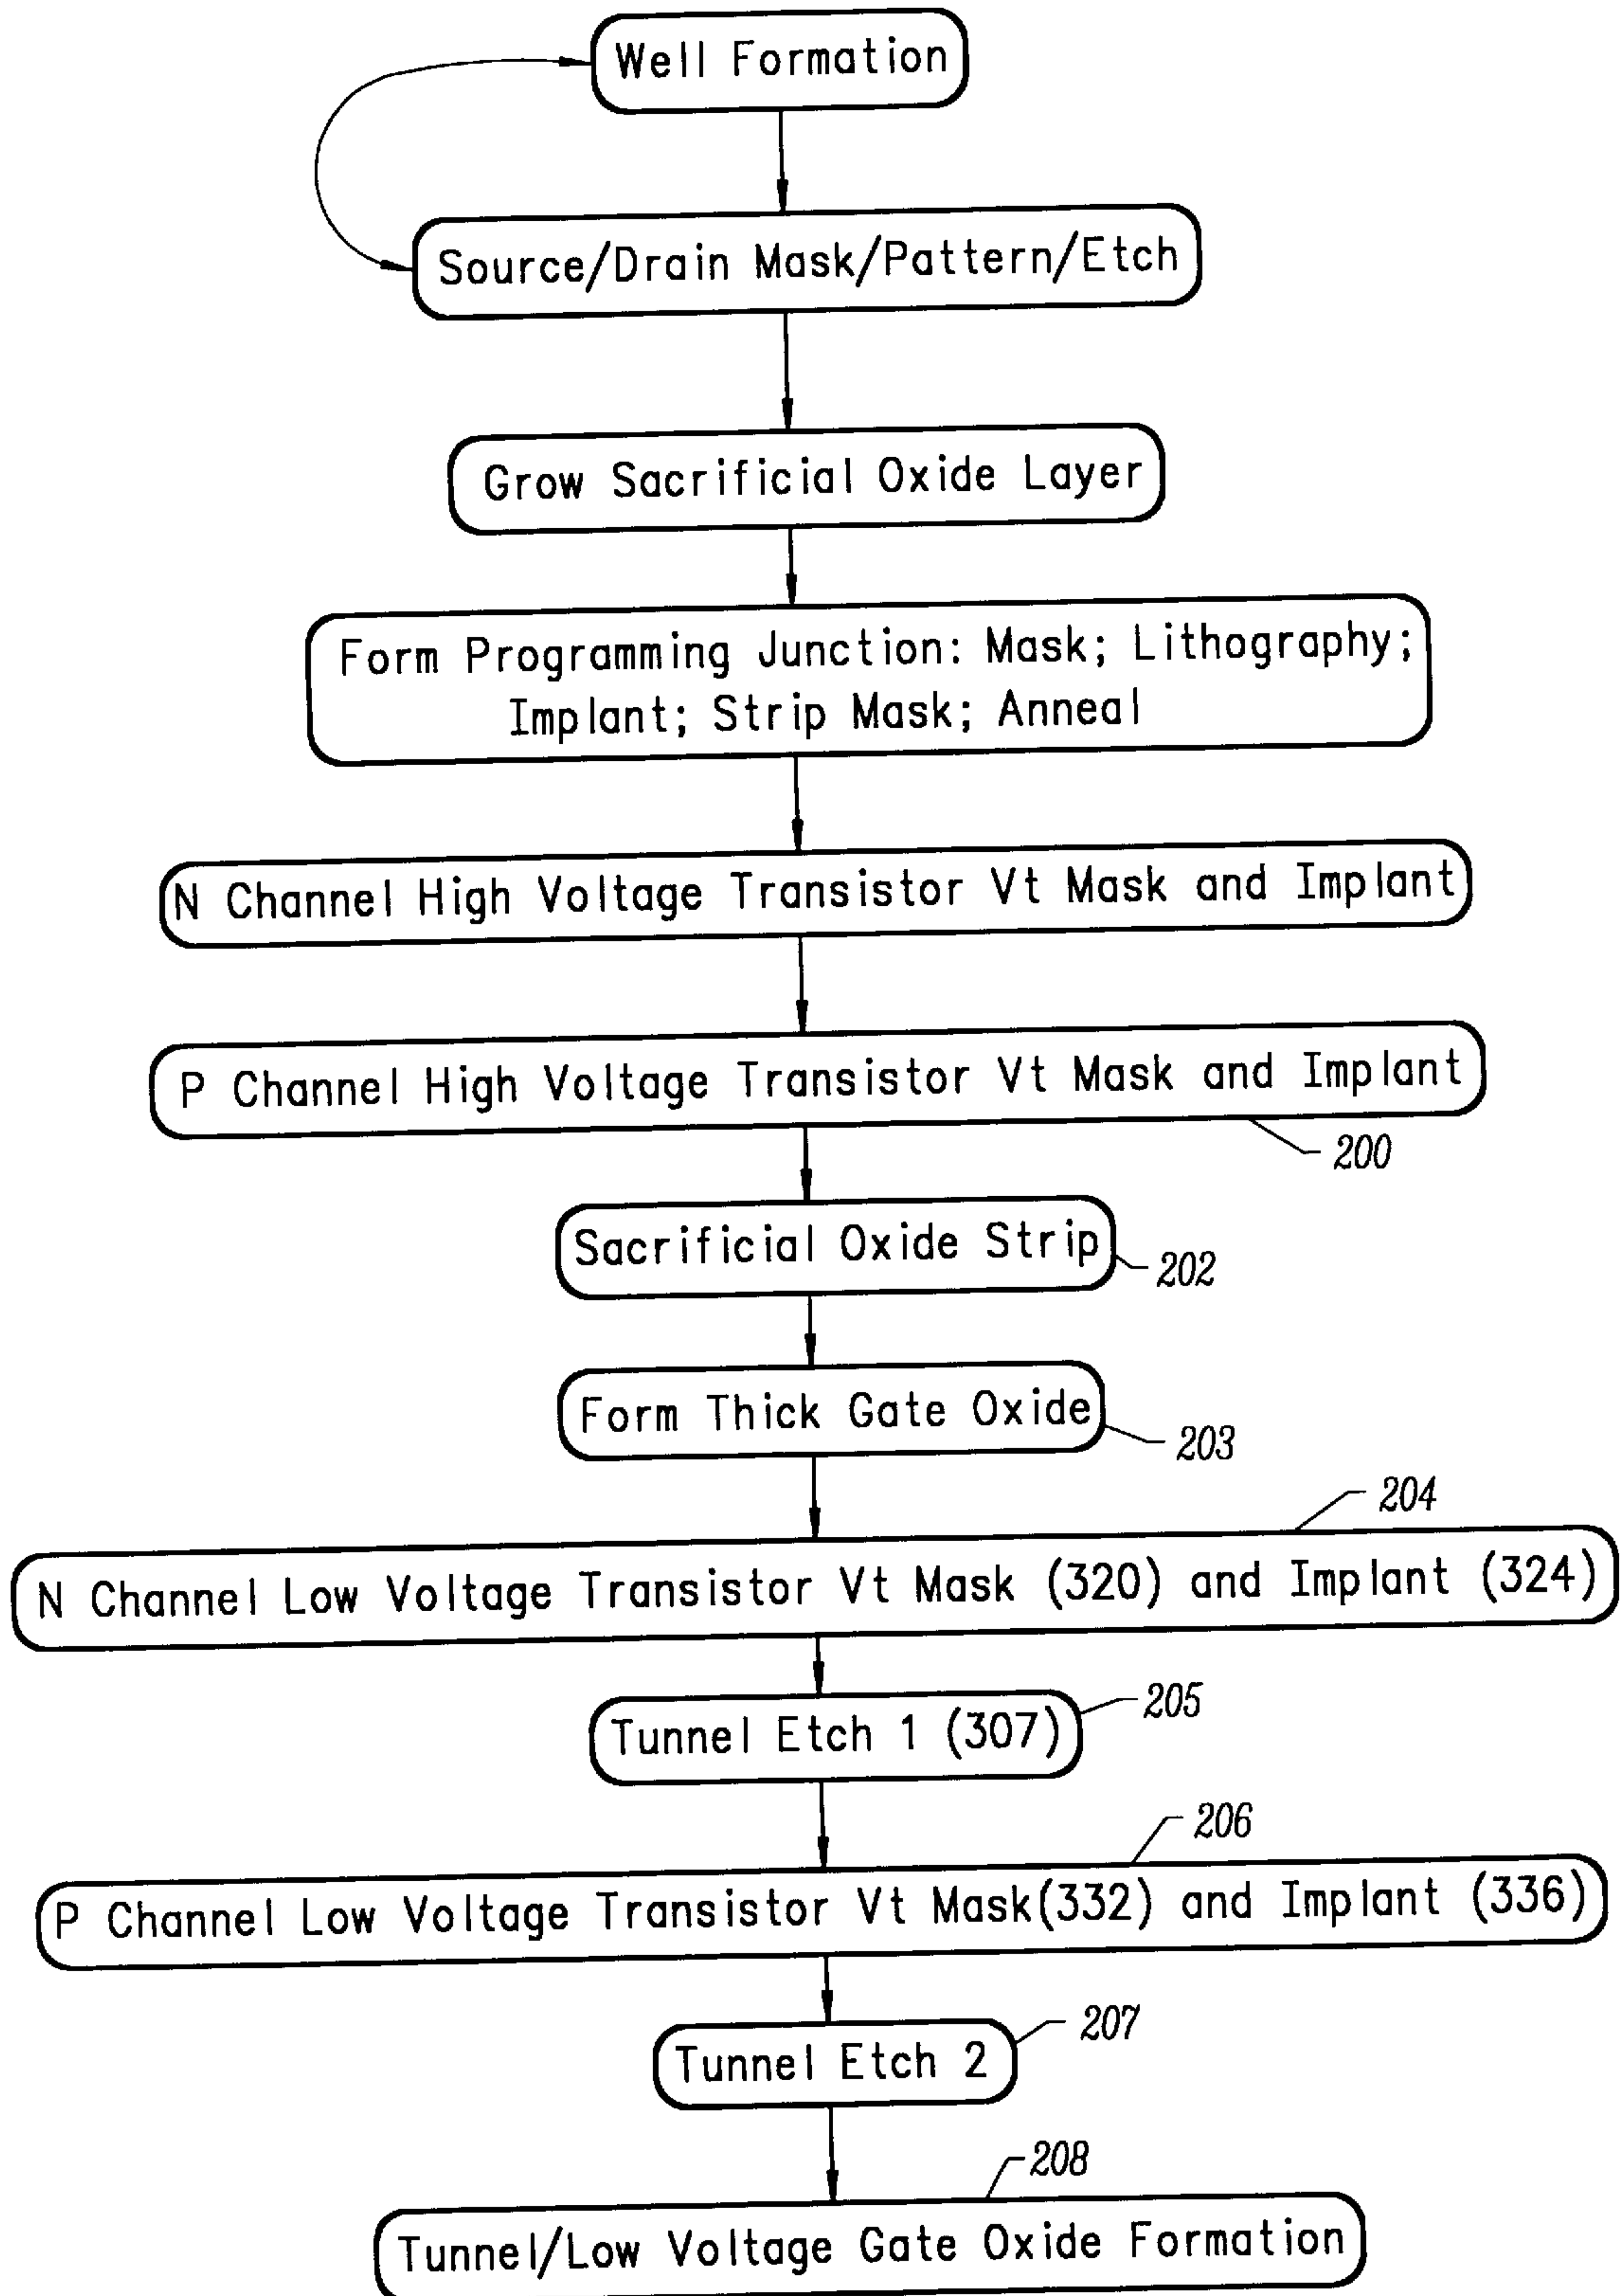 Well Formation
Source/Drain Mask/Pattern/Etch
Grow Sacrificial Oxide Layer
Form Programming Junction: Mask; Lithography;
Implant; Strip Mask; Anneal
N Channel High Voltage Transistor Vt Mask and Implant
P Channel High Voltage Transistor Vt Mask and Implant
200
Sacrificial Oxide Strip
202
Form Thick Gate Oxide
203
204
N Channel Low Voltage Transistor Vt Mask (320) and Implant (324)
205
Tunnel Etch 1 (307)
206
P Channel Low Voltage Transistor Vt Mask(332) and Implant (336)
207
Tunnel Etch 2
208
Tunnel/Low Voltage Gate Oxide Formation